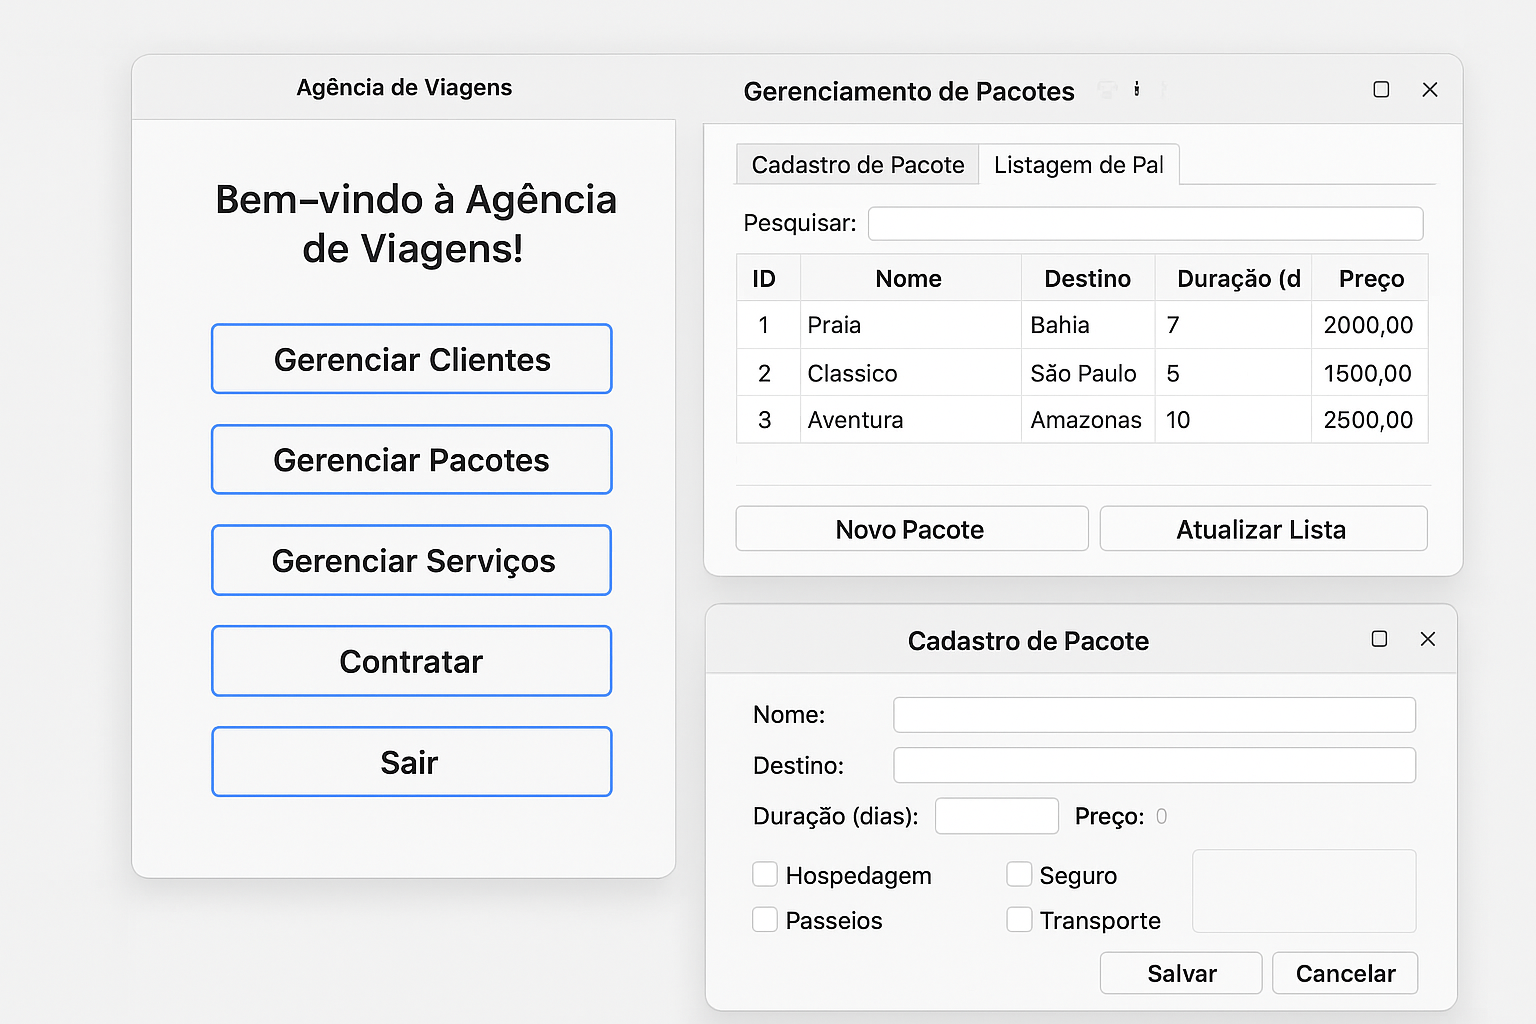 Agência de Viagens
Bem-vindo à Agência
de Viagens!
Gerenciar Clientes
Gerenciar Pacotes
Gerenciar Serviços
Contratar
Sair
Gerenciamento de Pacotes
Cadastro de Pacote Listagem de Pal
Pesquisar:
ID Nome Destino Duração (d Preço
1 Praia Bahia 7 2000,00
2 Classico São Paulo 5 1500,00
3 Aventura Amazonas 10 2500,00
Novo Pacote Atualizar Lista
Cadastro de Pacote
Nome:
Destino:
Duração (dias): Preço: 0
Hospedagem Seguro
Passeios Transporte
Salvar Cancelar